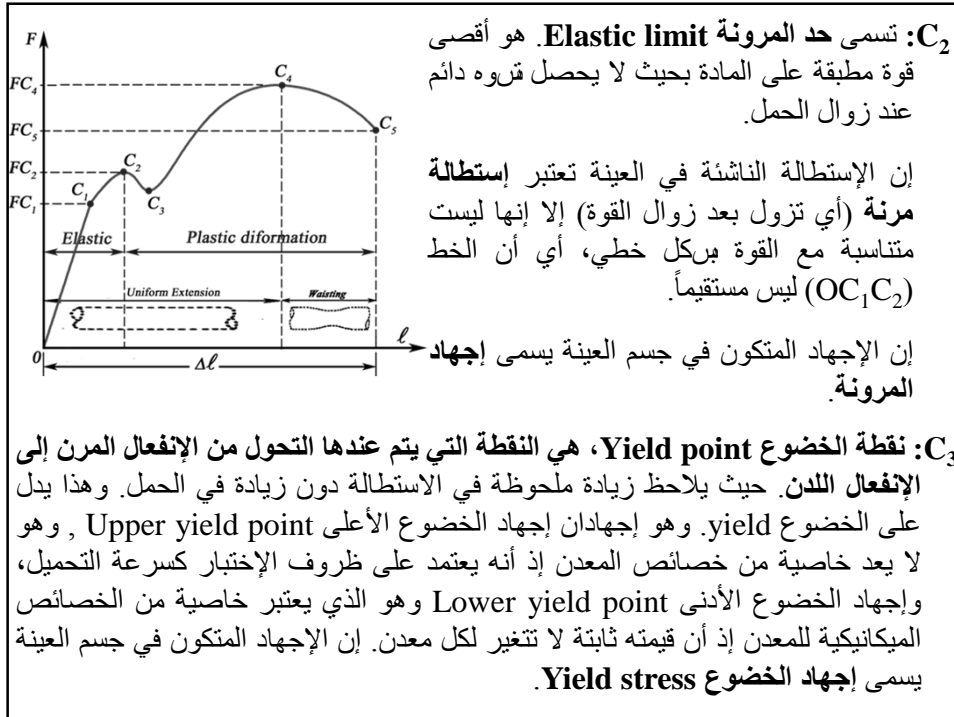 C2: تسمى حد المرونة Elastic limit. هو أقصى
قوة مطبقة على المادة بحيث لا يحصل تشوه دائم
عند زوال الحمل.
إن الإستطالة الناشئة في العينة تعتبر إستطالة
مرنة (أي تزول بعد زوال القوة) إلا إنها ليست
متناسبة مع القوة بشكل خطي، أي أن الخط
(OC1C2) ليس مستقيماً.
إن الإجهاد المتكون في جسم العينة يسمى إجهاد
المرونة.
F
FC4
FC5
FC2
FC1
C1
C2
C3
C4
C5
Elastic
Plastic diformation
Uniform Extension
Waisting
0
ℓ
Δℓ
C3: نقطة الخضوع Yield point، هي النقطة التي يتم عندها التحول من الإنفعال المرن إلى
الإنفعال اللدن. حيث يلاحظ زيادة ملحوظة في الاستطالة دون زيادة في الحمل. وهذا يدل
على الخضوع yield. وهو إجهادان إجهاد الخضوع الأعلى Upper yield point , وهو
لا يعد خاصية من خصائص المعدن إذ أنه يعتمد على ظروف الإختبار كسرعة التحميل،
وإجهاد الخضوع الأدنى Lower yield point وهو الذي يعتبر خاصية من الخصائص
الميكانيكية للمعدن إذ أن قيمته ثابتة لا تتغير لكل معدن. إن الإجهاد المتكون في جسم العينة
يسمى إجهاد الخضوع Yield stress.